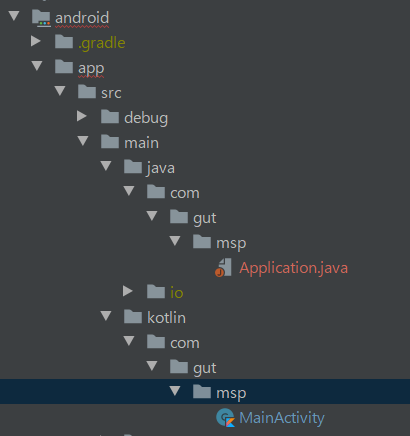 android
.gradle
app
src
debug
main
java
com
gut
msp
Application.java
io
kotlin
com
gut
msp
MainActivity